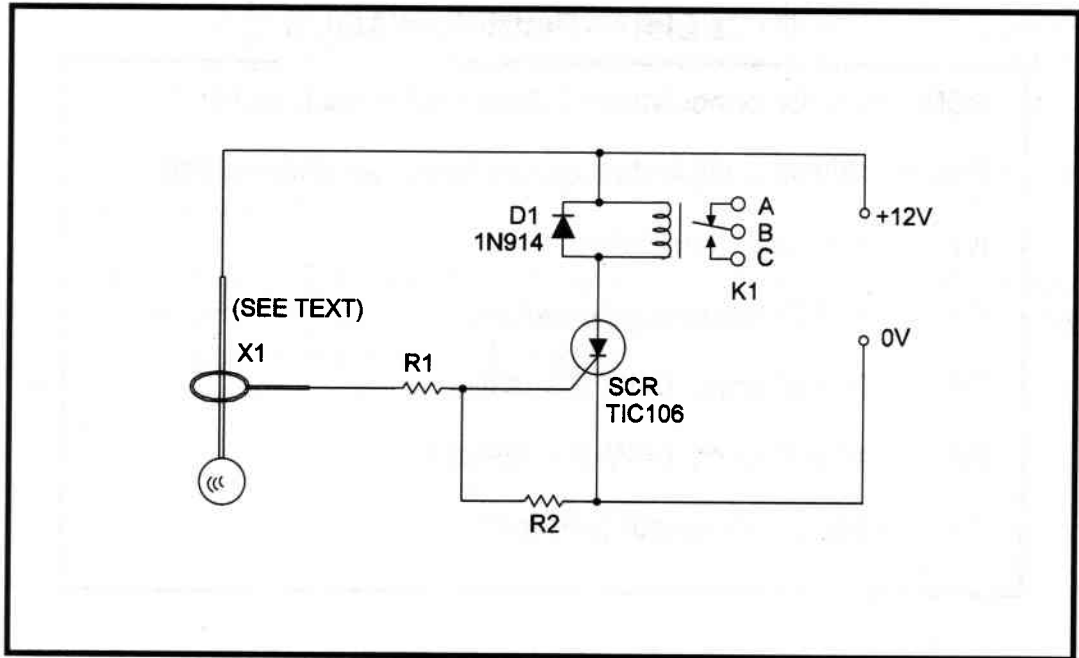 D1
1N914
A
B
C
K1
+12V
0V
(SEE TEXT)
X1
R1
SCR
TIC106
R2